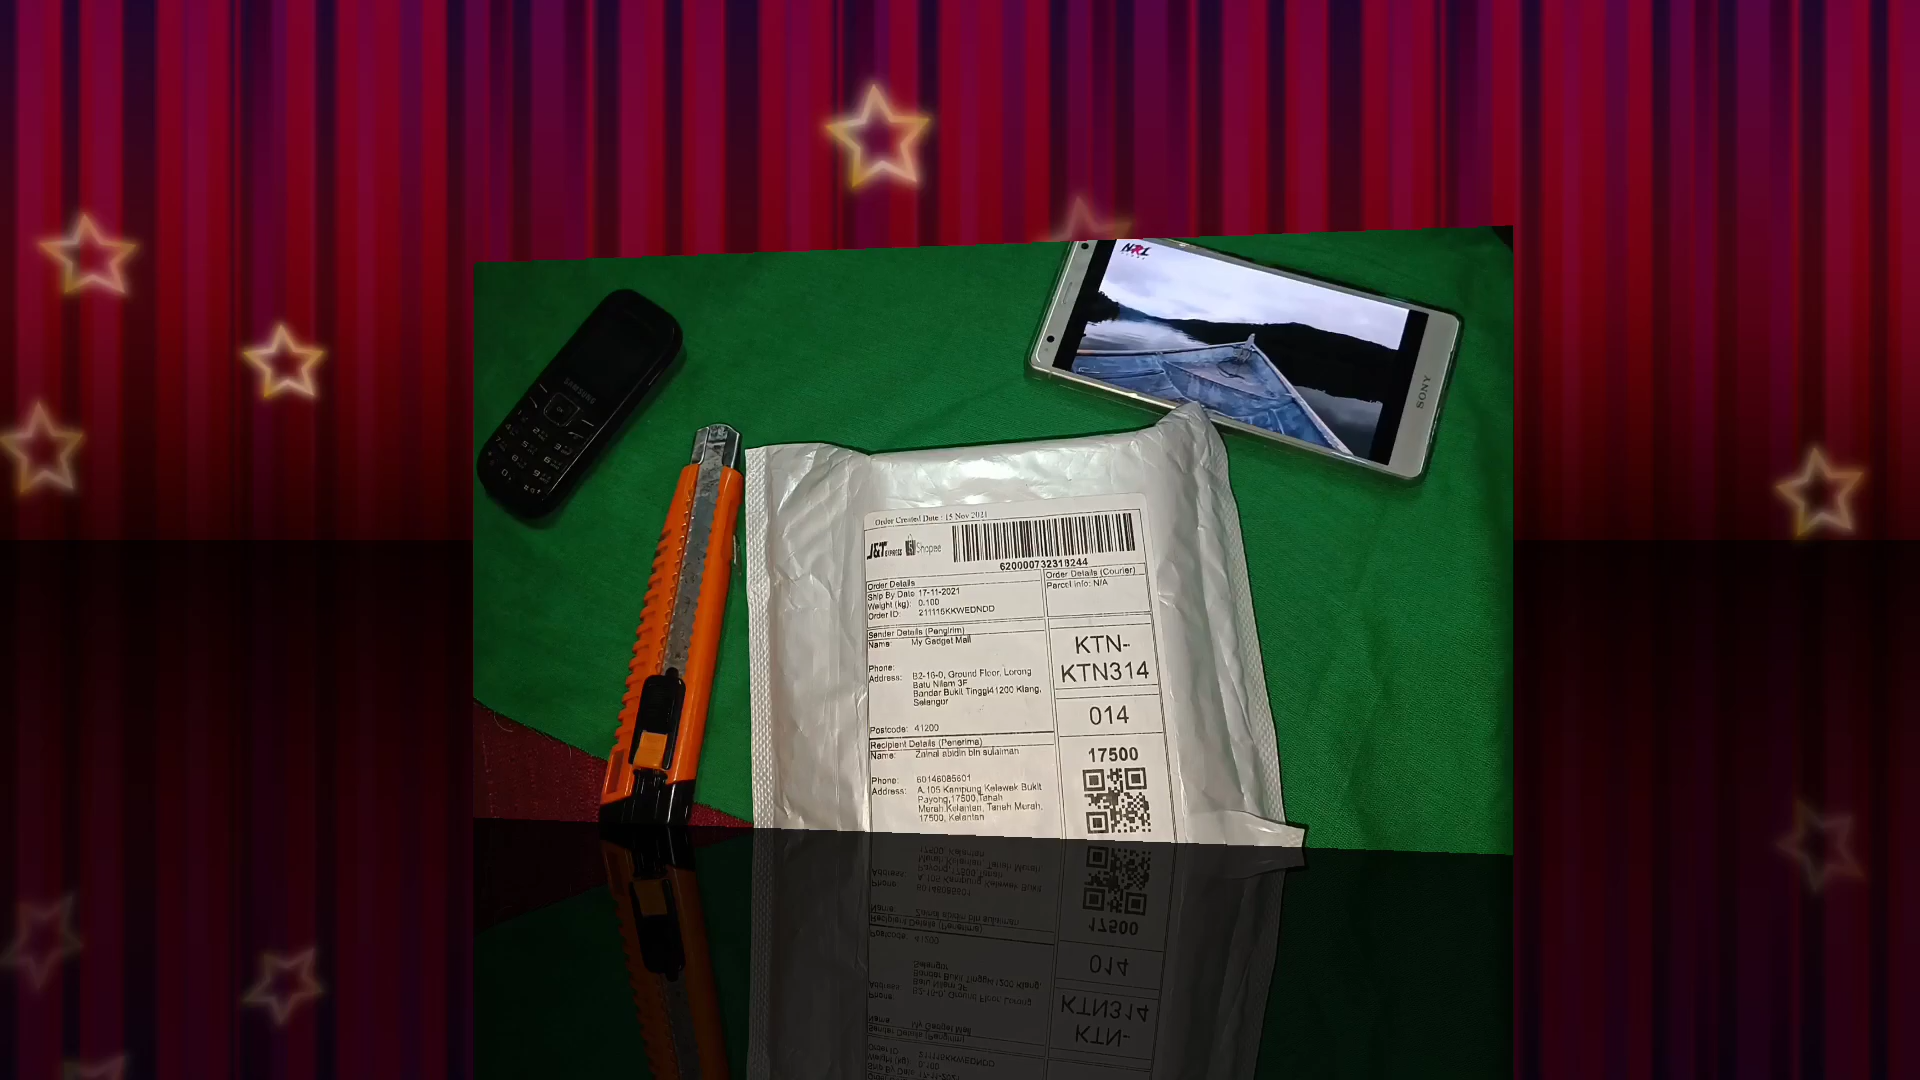 NRL
SAMSUNG
SONY
Order Created Date : 15 Nov 2021
J&T EXPRESS Shopee
620000732318244
Order Details
Ship By Date 17-11-2021
Weight (kg): 0.100
Order ID: 211115KKWEDNDD
Order Details (Courier)
Parcel info: N/A
Sender Details (Pengirim)
Name: My Gadget Mall
Phone:
Address: B2-16-0, Ground Floor, Lorong
Batu Nilam 3F
Bandar Bukit Tinggi41200 Klang,
Selangor
Postcode: 41200
KTN-
KTN314
014
17500
Recipient Details (Penerima)
Name: Zainal abidin bin sulaiman
Phone: 60146085601
Address: A.105 Kampung Kelewek Bukit
Payong,17500,Tanah
Merah,Kelantan, Tanah Merah,
17500, Kelantan